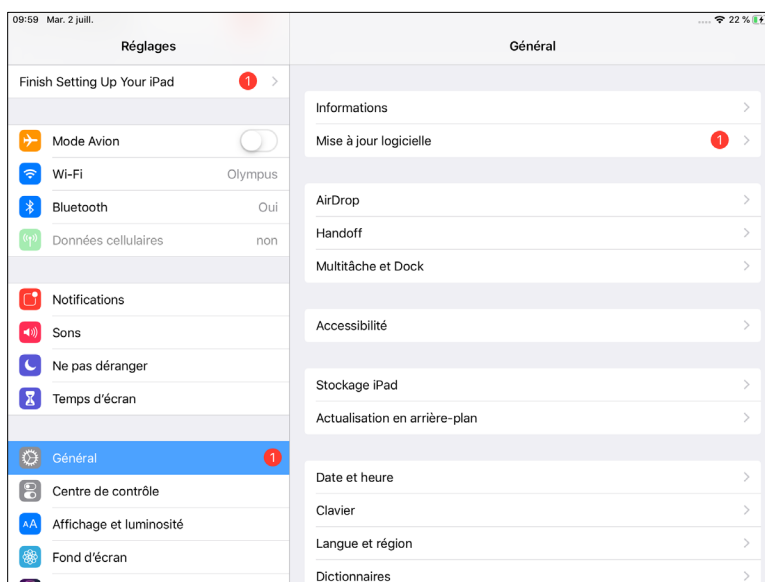 09:59 Mar. 2 juill.
22 %
Réglages
Général
Finish Setting Up Your iPad 1
Mode Avion
Wi-Fi Olympus
Bluetooth Oui
Données cellulaires non
Notifications
Sons
Ne pas déranger
Temps d'écran
Général 1
Centre de contrôle
AA Affichage et luminosité
Fond d'écran
Informations
Mise à jour logicielle 1
AirDrop
Handoff
Multitâche et Dock
Accessibilité
Stockage iPad
Actualisation en arrière-plan
Date et heure
Clavier
Langue et région
Dictionnaires